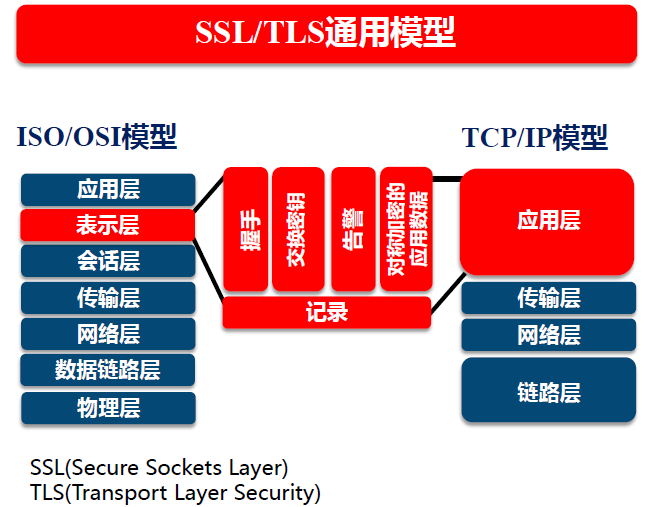 SSL/TLS通用模型
ISO/OSI模型
应用层
表示层
会话层
传输层
网络层
数据链路层
物理层
握手
交换密钥
告警
对称加密的
应用数据
记录
TCP/IP模型
应用层
传输层
网络层
链路层
SSL(Secure Sockets Layer)
TLS(Transport Layer Security)